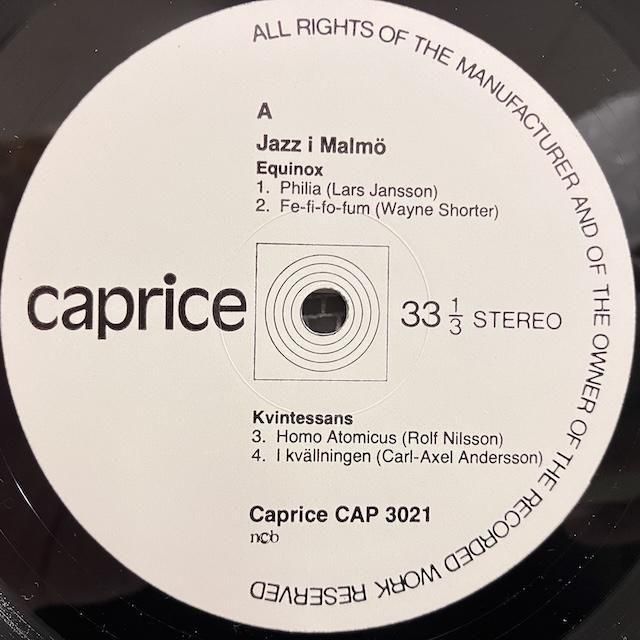 ALL RIGHTS OF THE MANUFACTURER AND OF THE OWNER OF THE RECORDED WORK RESERVED
A
Jazz i Malmö
Equinox
1. Philia (Lars Jansson)
2. Fe-fi-fo-fum (Wayne Shorter)
caprice
33 1/3 STEREO
Kvintessans
3. Homo Atomicus (Rolf Nilsson)
4. I kvällningen (Carl-Axel Andersson)
Caprice CAP 3021
ncb